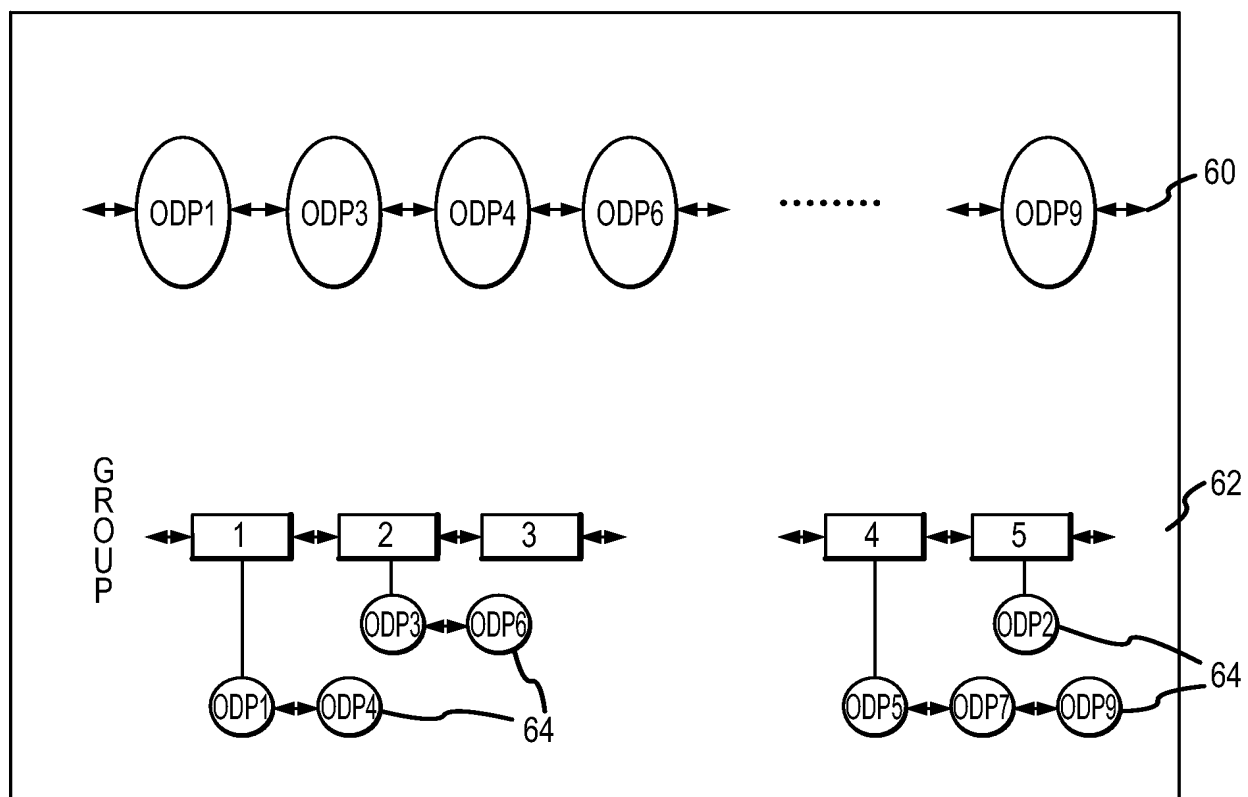 ODP1 ODP3 ODP4 ODP6 ........ ODP9 60
GROUP
62
1 2 3 4 5
ODP3 ODP6 ODP2
64
ODP1 ODP4 ODP5 ODP7 ODP9
64